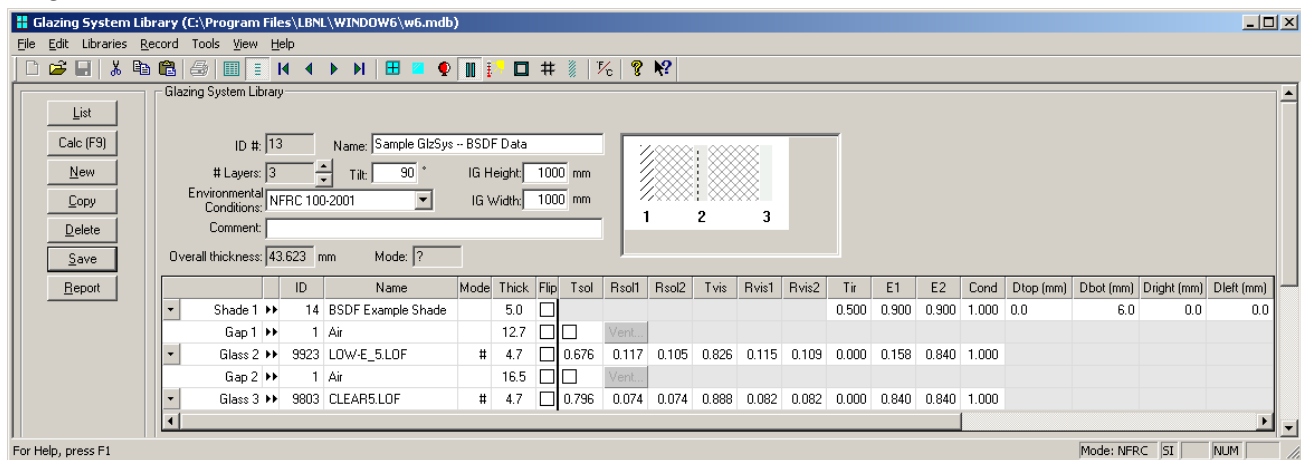 Glazing System Library (C:\Program Files\LBNL\WINDOW6\w6.mdb)
File Edit Libraries Record Tools View Help
Glazing System Library
List
Calc (F9)
New
Copy
Delete
Save
Report
ID #: 13 Name: Sample GlzSys -- BSDF Data
# Layers: 3 Tilt: 90 ° IG Height: 1000 mm
Environmental Conditions: NFRC 100-2001 IG Width: 1000 mm
Comment:
Overall thickness: 43.623 mm Mode: ?
1 2 3
ID Name Mode Thick Flip Tsol Rsol1 Rsol2 Tvis Rvis1 Rvis2 Tir E1 E2 Cond Dtop (mm) Dbot (mm) Dright (mm) Dleft (mm)
Shade 1 14 BSDF Example Shade 5.0 0.500 0.900 0.900 1.000 0.0 6.0 0.0 0.0
Gap 1 1 Air 12.7 Vent...
Glass 2 9923 LOW-E_5.LOF # 4.7 0.676 0.117 0.105 0.826 0.115 0.109 0.000 0.158 0.840 1.000
Gap 2 1 Air 16.5 Vent...
Glass 3 9803 CLEAR5.LOF # 4.7 0.796 0.074 0.074 0.888 0.082 0.082 0.000 0.840 0.840 1.000
For Help, press F1 Mode: NFRC SI NUM